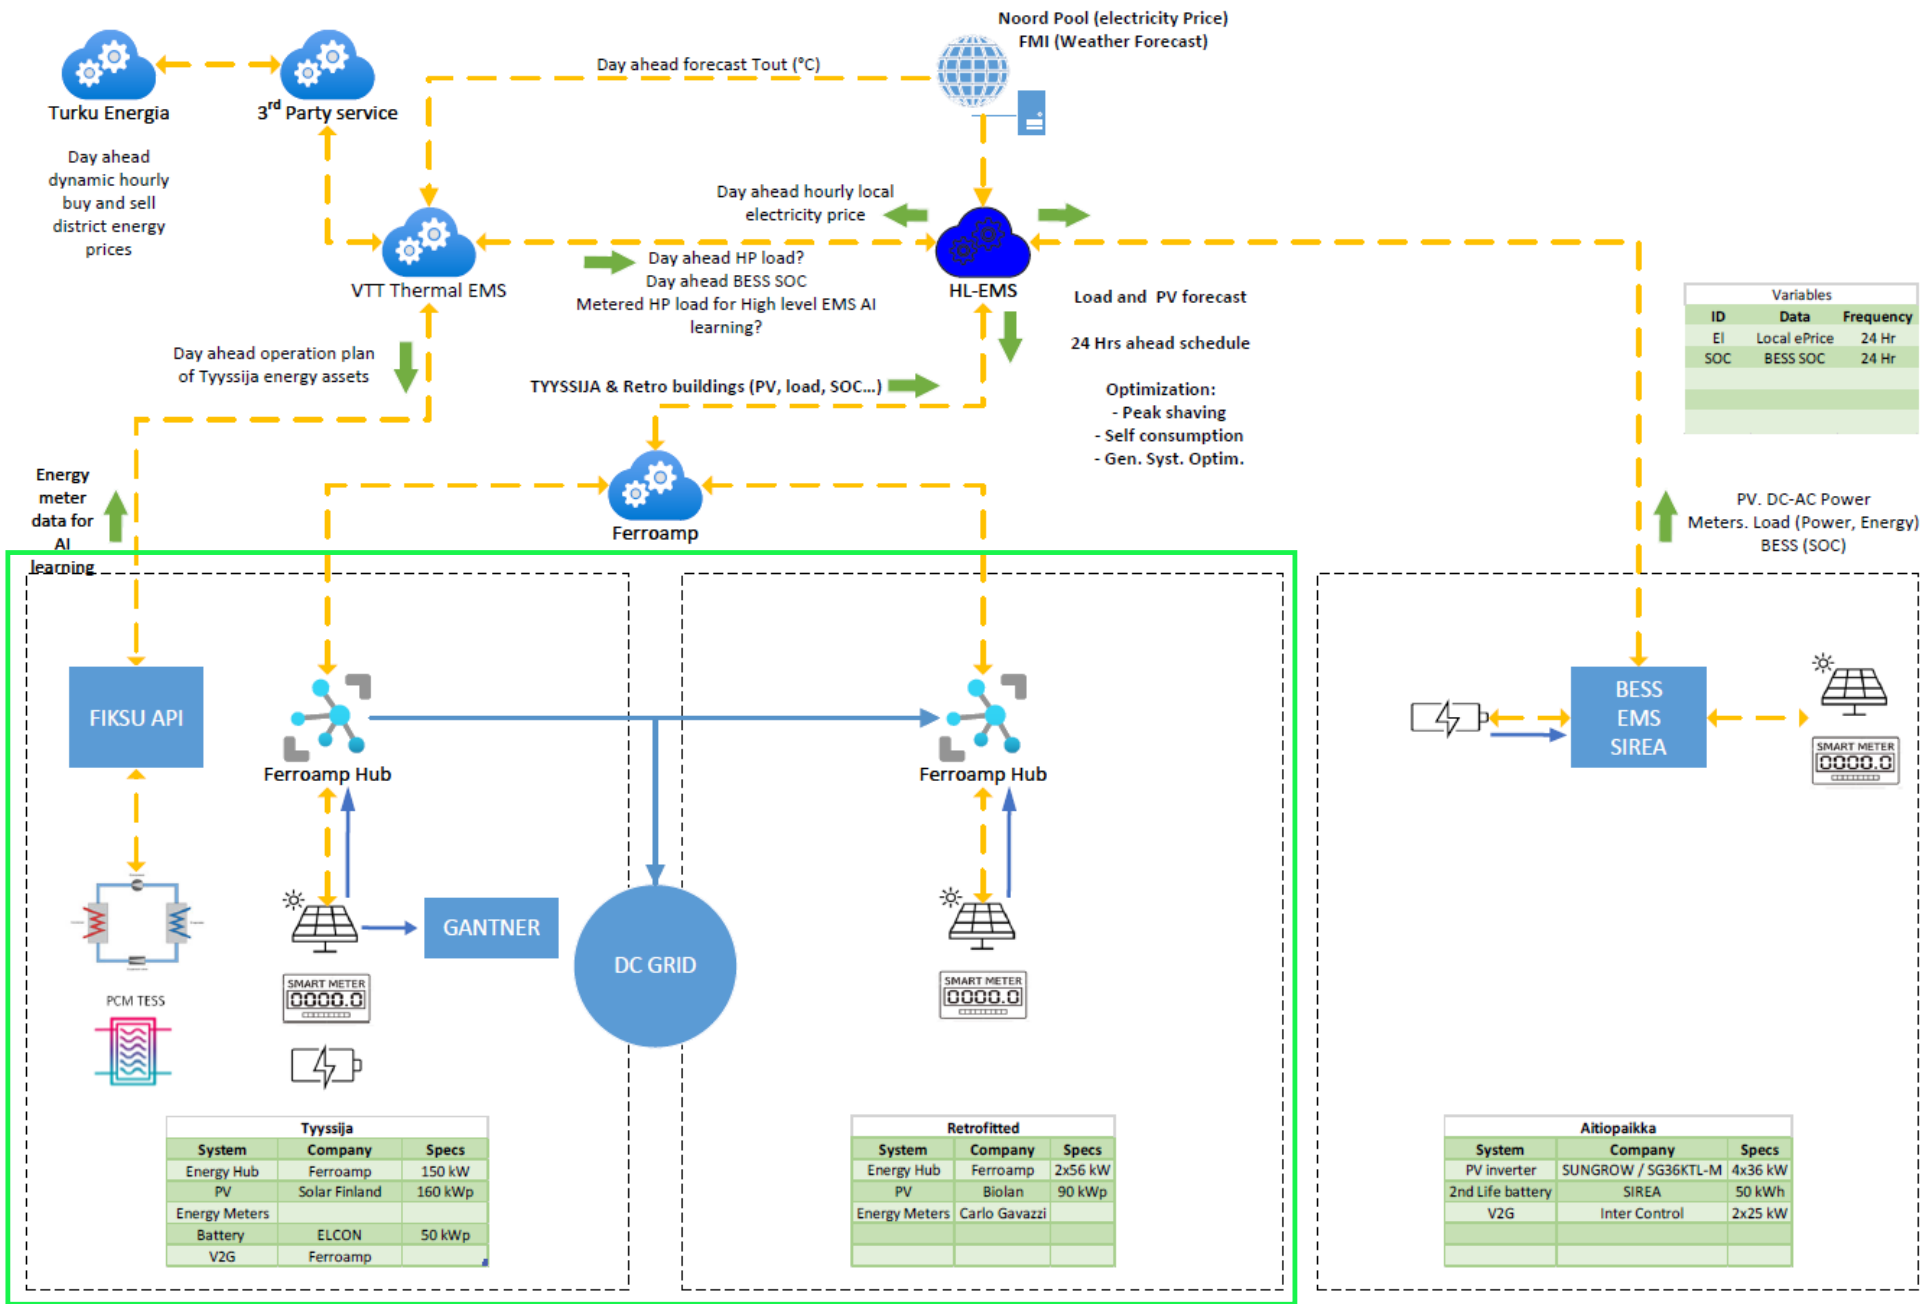 Noord Pool (electricity Price)
FMI (Weather Forecast)
Day ahead forecast Tout (°C)
Turku Energia
3rd Party service
Day ahead
dynamic hourly
buy and sell
district energy
prices
Day ahead hourly local
electricity price
VTT Thermal EMS
Day ahead HP load?
Day ahead BESS SOC
Metered HP load for High level EMS AI
learning?
HL-EMS
Load and PV forecast
24 Hrs ahead schedule
Optimization:
- Peak shaving
- Self consumption
- Gen. Syst. Optim.
Variables
ID Data Frequency
El Local ePrice 24 Hr
SOC BESS SOC 24 Hr
Day ahead operation plan
of Tyyssija energy assets
TYYSSIJA & Retro buildings (PV, load, SOC...)
Ferroamp
Energy
meter
data for
AI
learning
PV. DC-AC Power
Meters. Load (Power, Energy)
BESS (SOC)
FIKSU API
Ferroamp Hub
Ferroamp Hub
BESS
EMS
SIREA
SMART METER
0000.0
GANTNER
DC GRID
PCM TESS
SMART METER
0000.0
SMART METER
0000.0
Tyyssija
System Company Specs
Energy Hub Ferroamp 150 kW
PV Solar Finland 160 kWp
Energy Meters
Battery ELCON 50 kWp
V2G Ferroamp
Retrofitted
System Company Specs
Energy Hub Ferroamp 2x56 kW
PV Biolan 90 kWp
Energy Meters Carlo Gavazzi
Aitiopaikka
System Company Specs
PV inverter SUNGROW / SG36KTL-M 4x36 kW
2nd Life battery SIREA 50 kWh
V2G Inter Control 2x25 kW